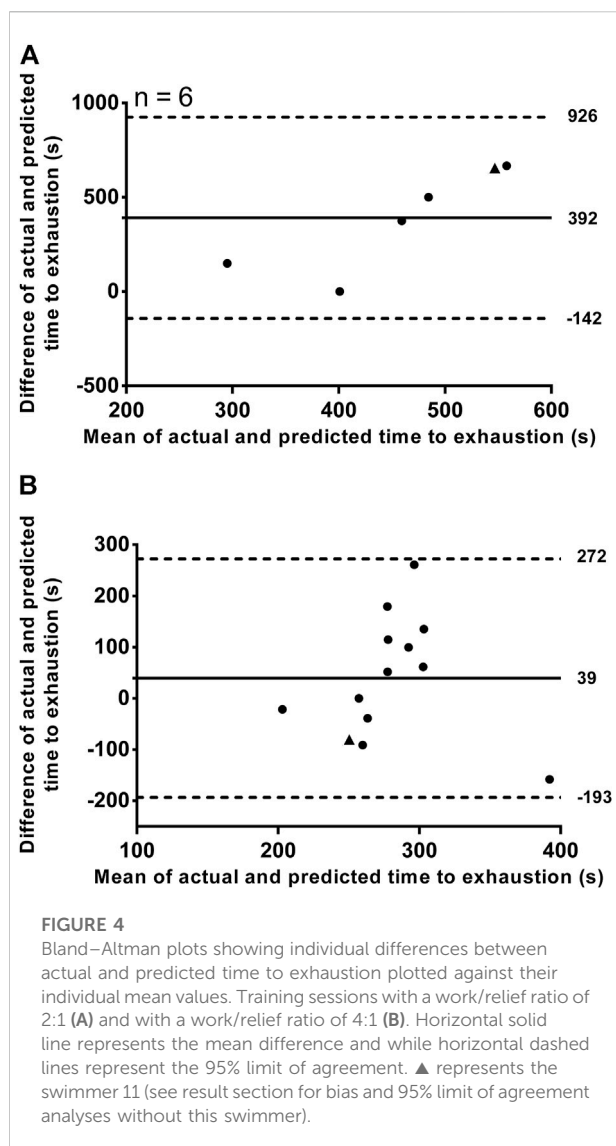 A
n = 6
Difference of actual and predicted
time to exhaustion (s)
1000
926
500
392
0
-142
-500
200 300 400 500 600
Mean of actual and predicted time to exhaustion (s)
B
Difference of actual and predicted
time to exhaustion (s)
300
272
200
100
39
0
-100
-200
-193
100 200 300 400
Mean of actual and predicted time to exhaustion (s)
FIGURE 4
Bland–Altman plots showing individual differences between
actual and predicted time to exhaustion plotted against their
individual mean values. Training sessions with a work/relief ratio of
2:1 (A) and with a work/relief ratio of 4:1 (B). Horizontal solid
line represents the mean difference and while horizontal dashed
lines represent the 95% limit of agreement. ▲ represents the
swimmer 11 (see result section for bias and 95% limit of agreement
analyses without this swimmer).